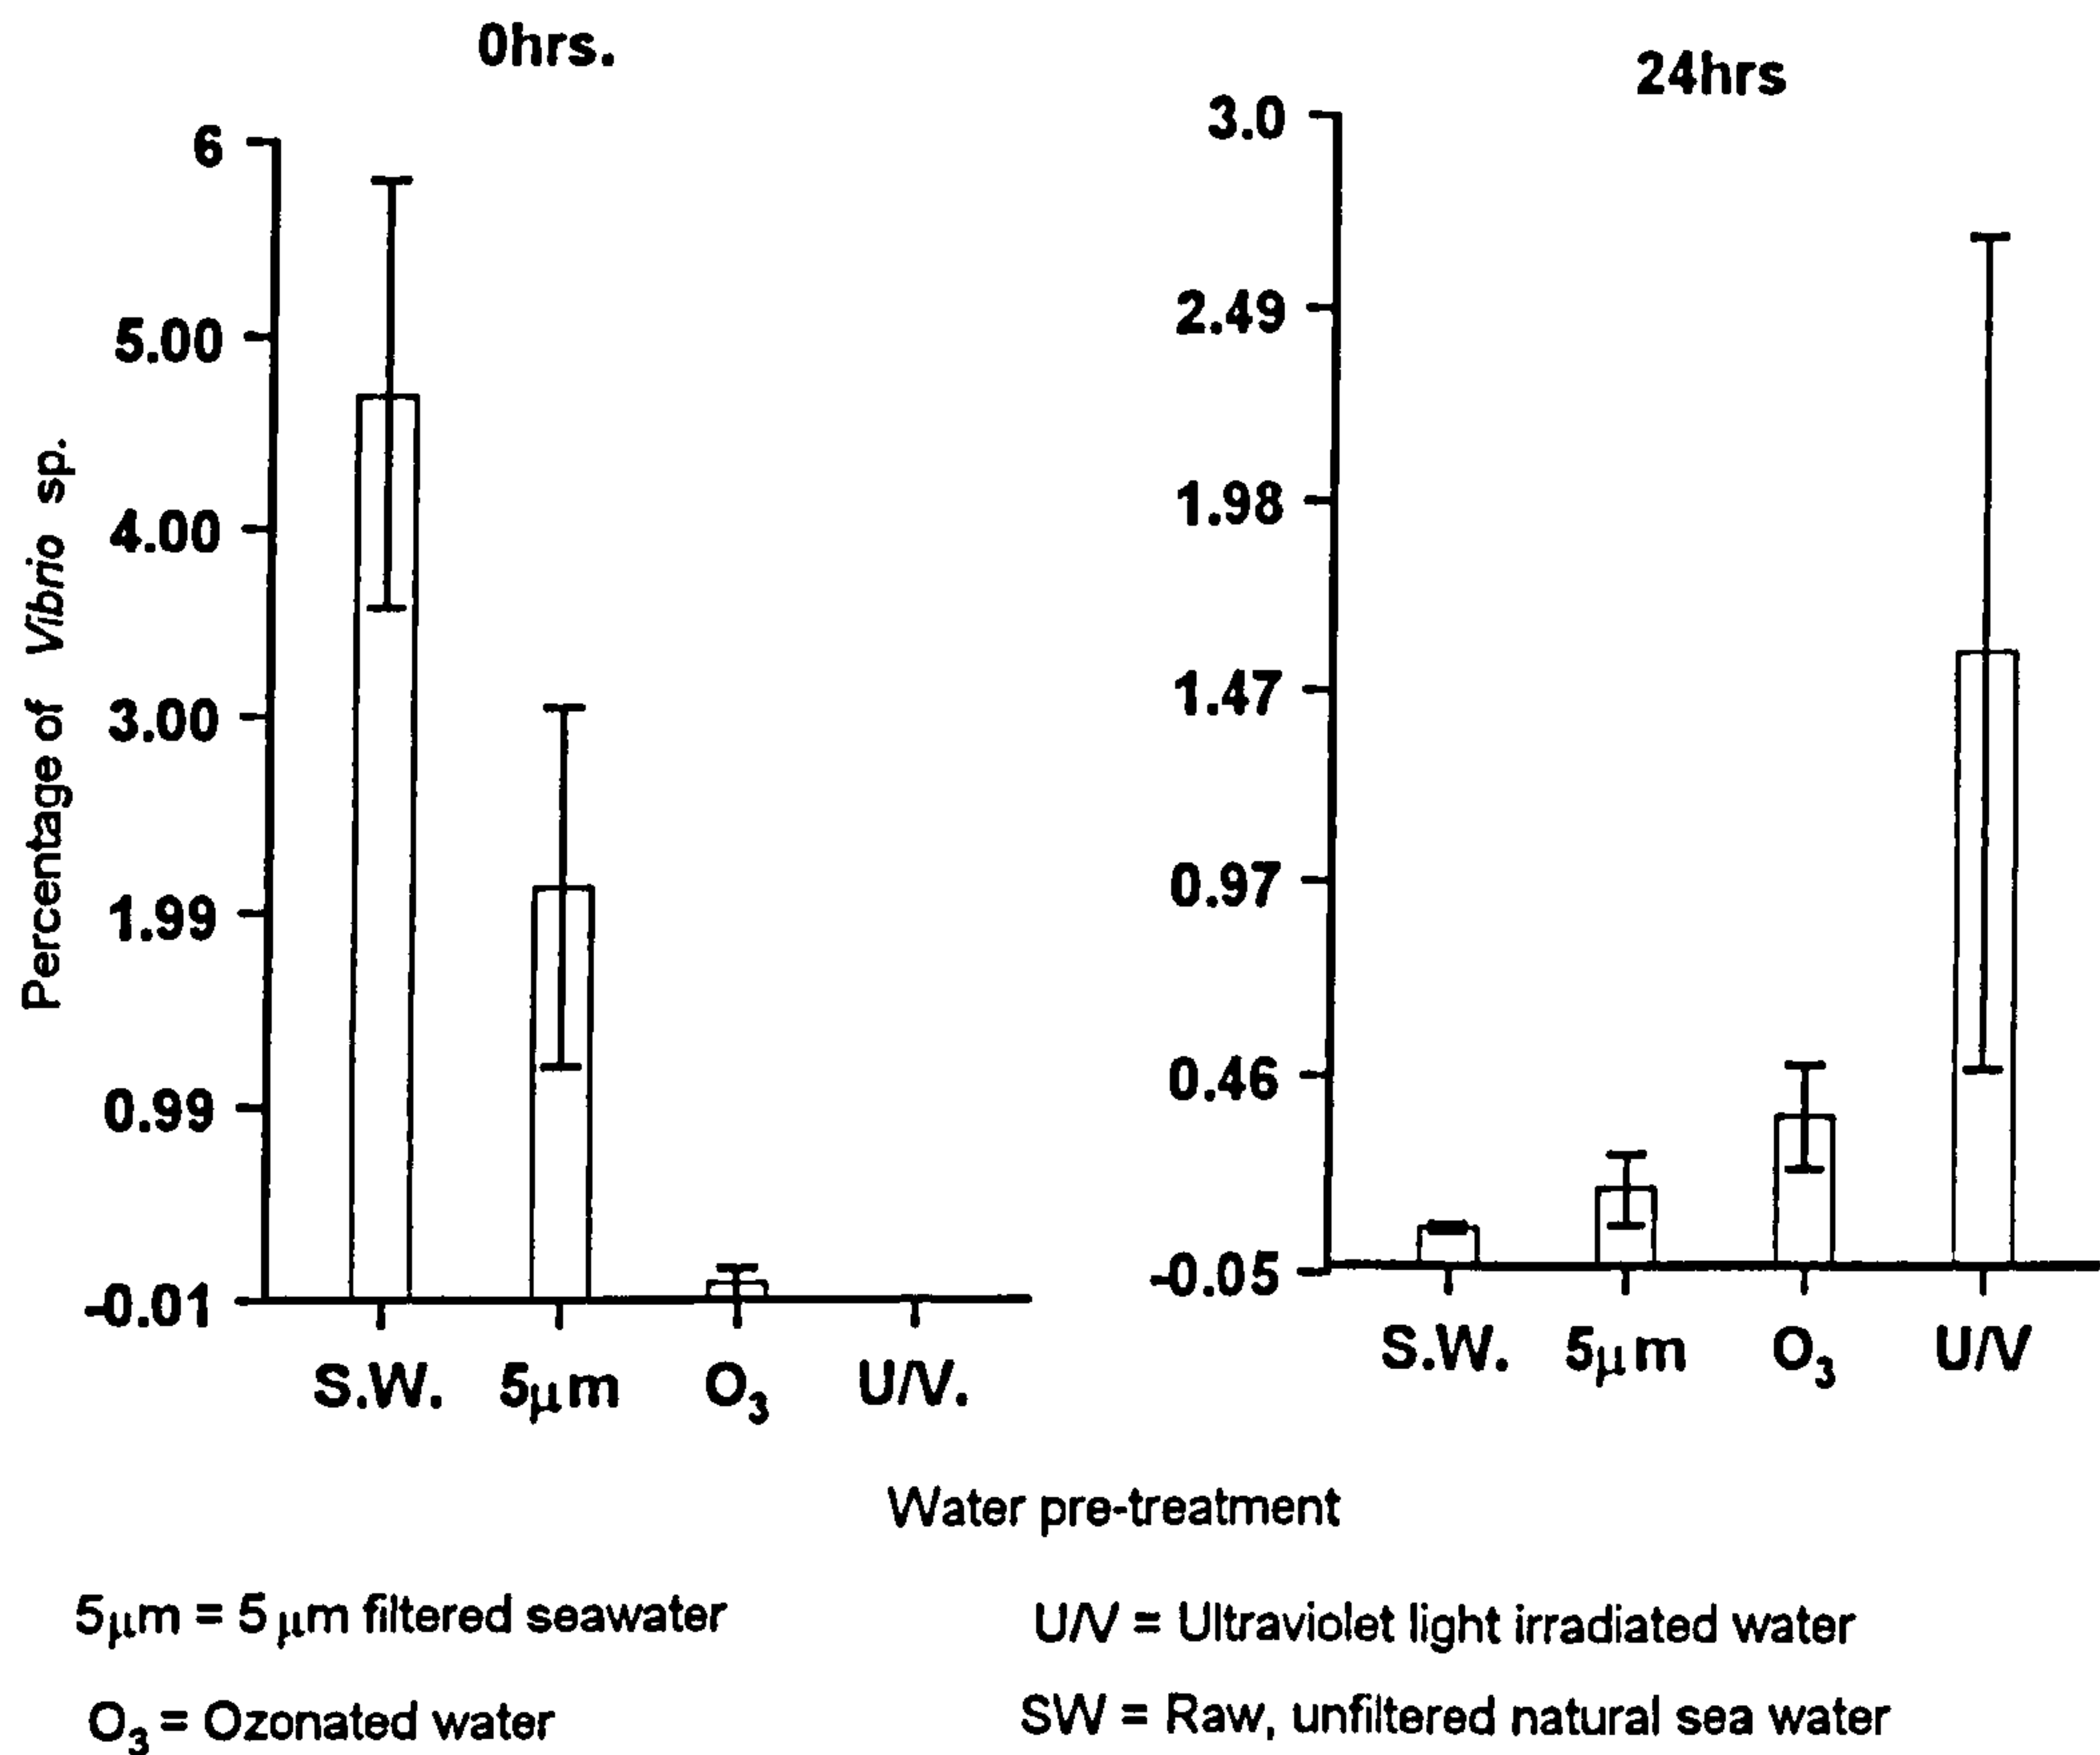 0hrs.
6
5.00
4.00
3.00
1.99
0.99
-0.01
Percentage of Vibrio sp.
S.W. 5μm O₃ U/V.
24hrs
3.0
2.49
1.98
1.47
0.97
0.46
-0.05
S.W. 5μm O₃ U/V
Water pre-treatment
5μm = 5 μm filtered seawater
U/V = Ultraviolet light irradiated water
O₃ = Ozonated water
SW = Raw, unfiltered natural sea water